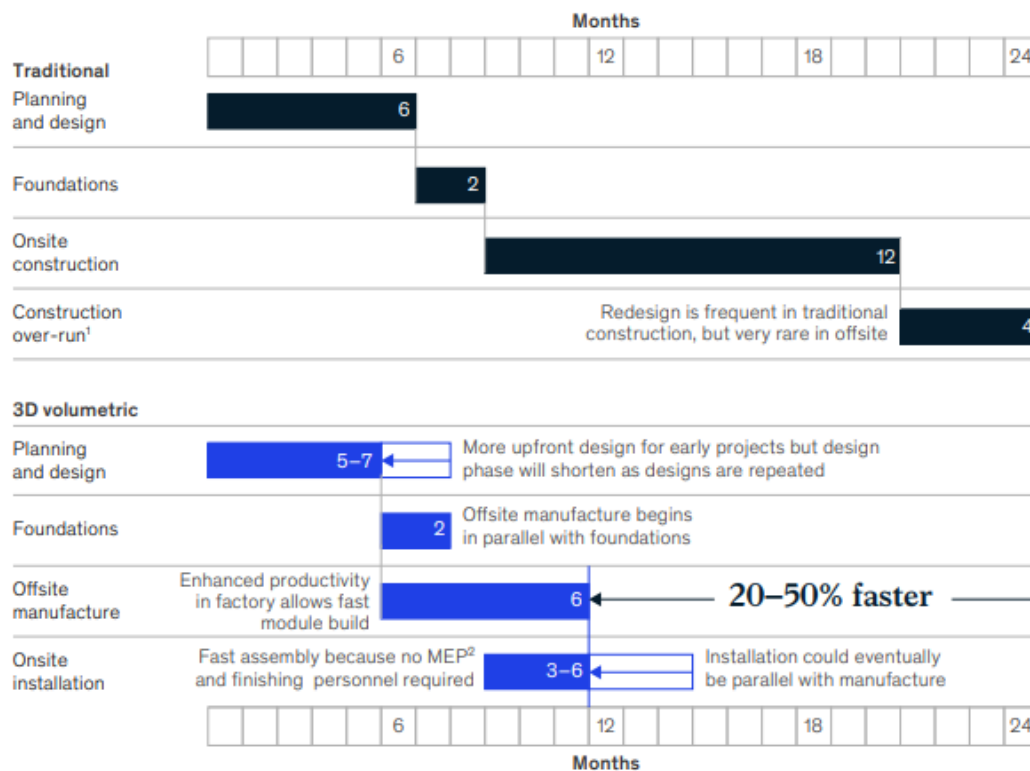 Months
6 12 18 24
Traditional
Planning
and design
6
Foundations
2
Onsite
construction
12
Construction
over-run¹
Redesign is frequent in traditional
construction, but very rare in offsite
4
3D volumetric
Planning
and design
5–7
More upfront design for early projects but design
phase will shorten as designs are repeated
Foundations
2
Offsite manufacture begins
in parallel with foundations
Offsite
manufacture
Enhanced productivity
in factory allows fast
module build
6
20–50% faster
Onsite
installation
Fast assembly because no MEP²
and finishing personnel required
3–6
Installation could eventually
be parallel with manufacture
6 12 18 24
Months